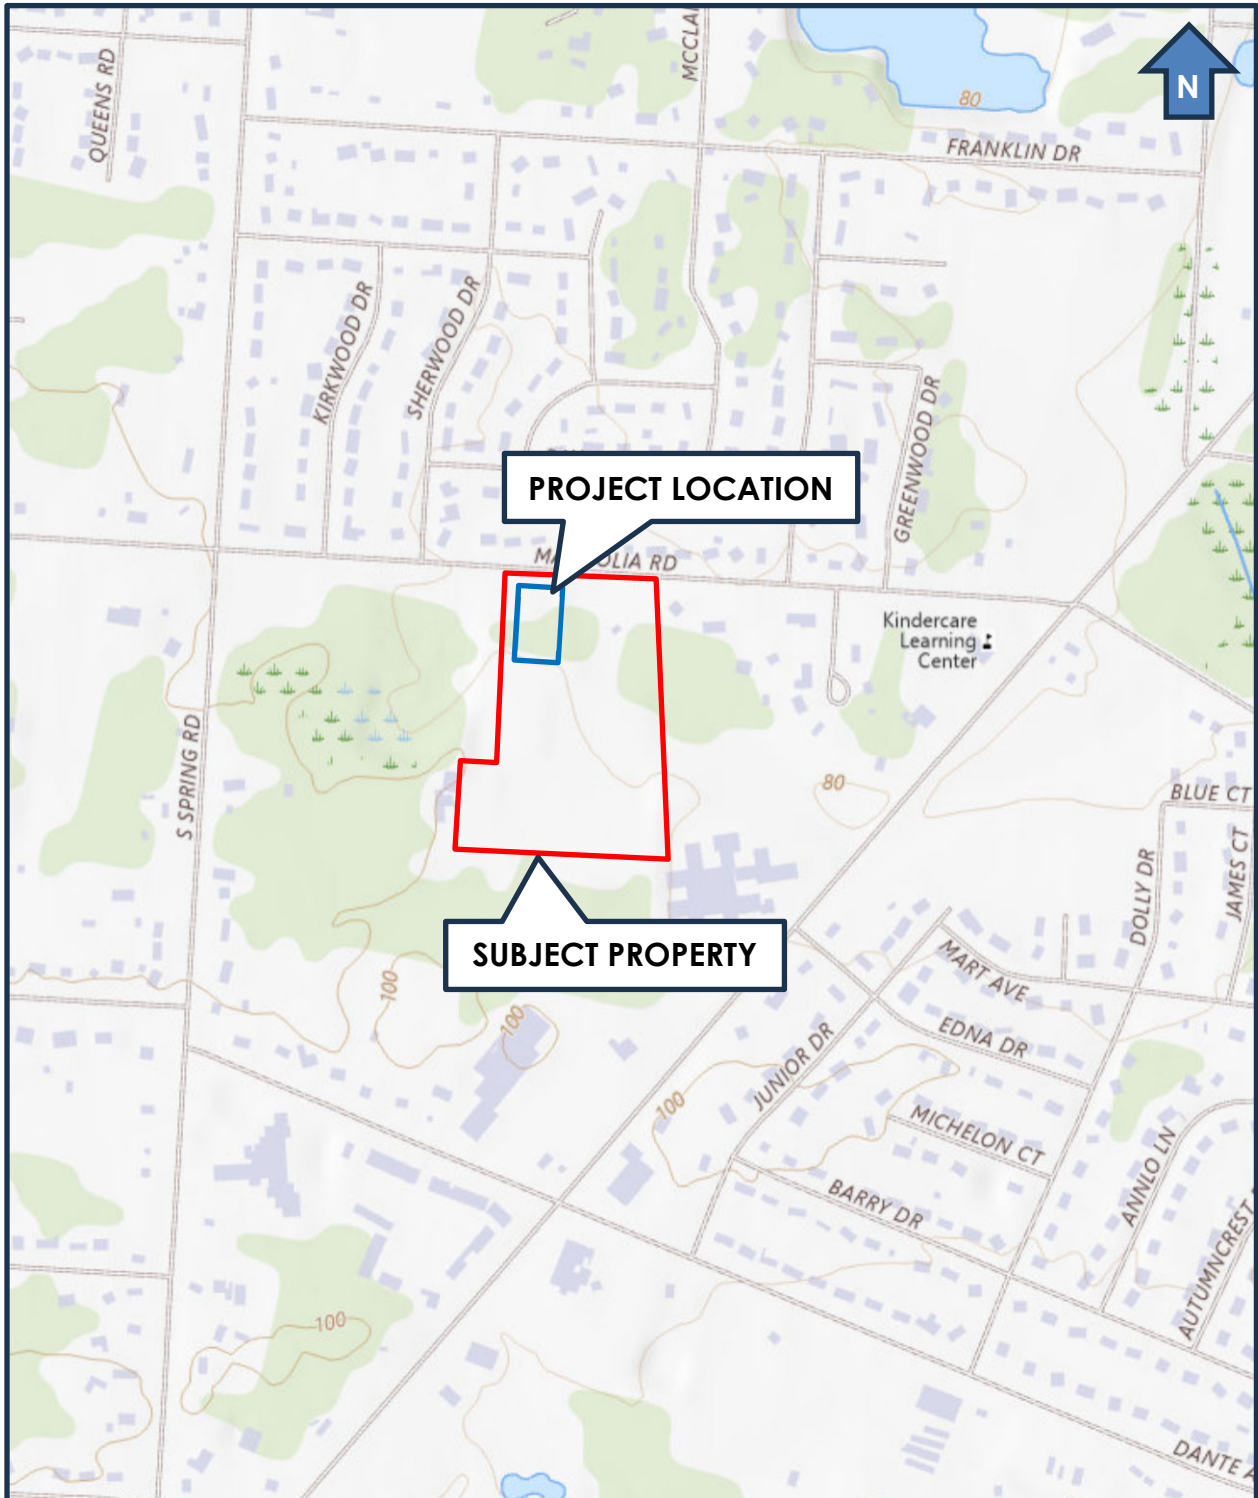 QUEENS RD
MCCLA
N
80
FRANKLIN DR
KIRKWOOD DR
SHERWOOD DR
GREENWOOD DR
PROJECT LOCATION
MA
OLIA RD
Kindercare
Learning
Center
S SPRING RD
80
BLUE CT
JAMES CT
DOLLY DR
SUBJECT PROPERTY
MART AVE
100
100
EDNA DR
JUNIOR DR
100
MICHELON CT
ANNLO LN
BARRY DR
AUTUMNCREST
100
DANTE A